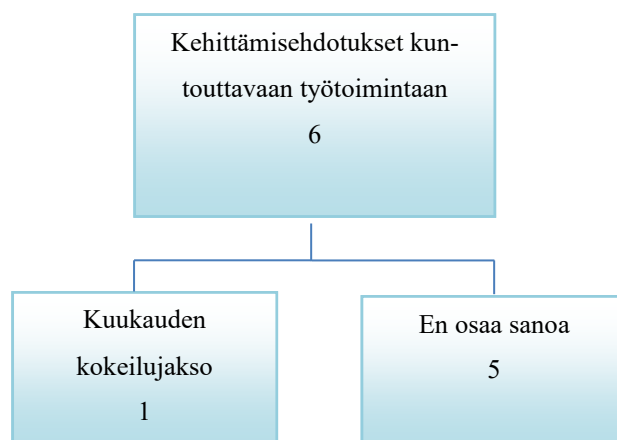 Kehittämisehdotukset kun-
touttavaan työtoimintaan
6
Kuukauden
kokeilujakso
1
En osaa sanoa
5